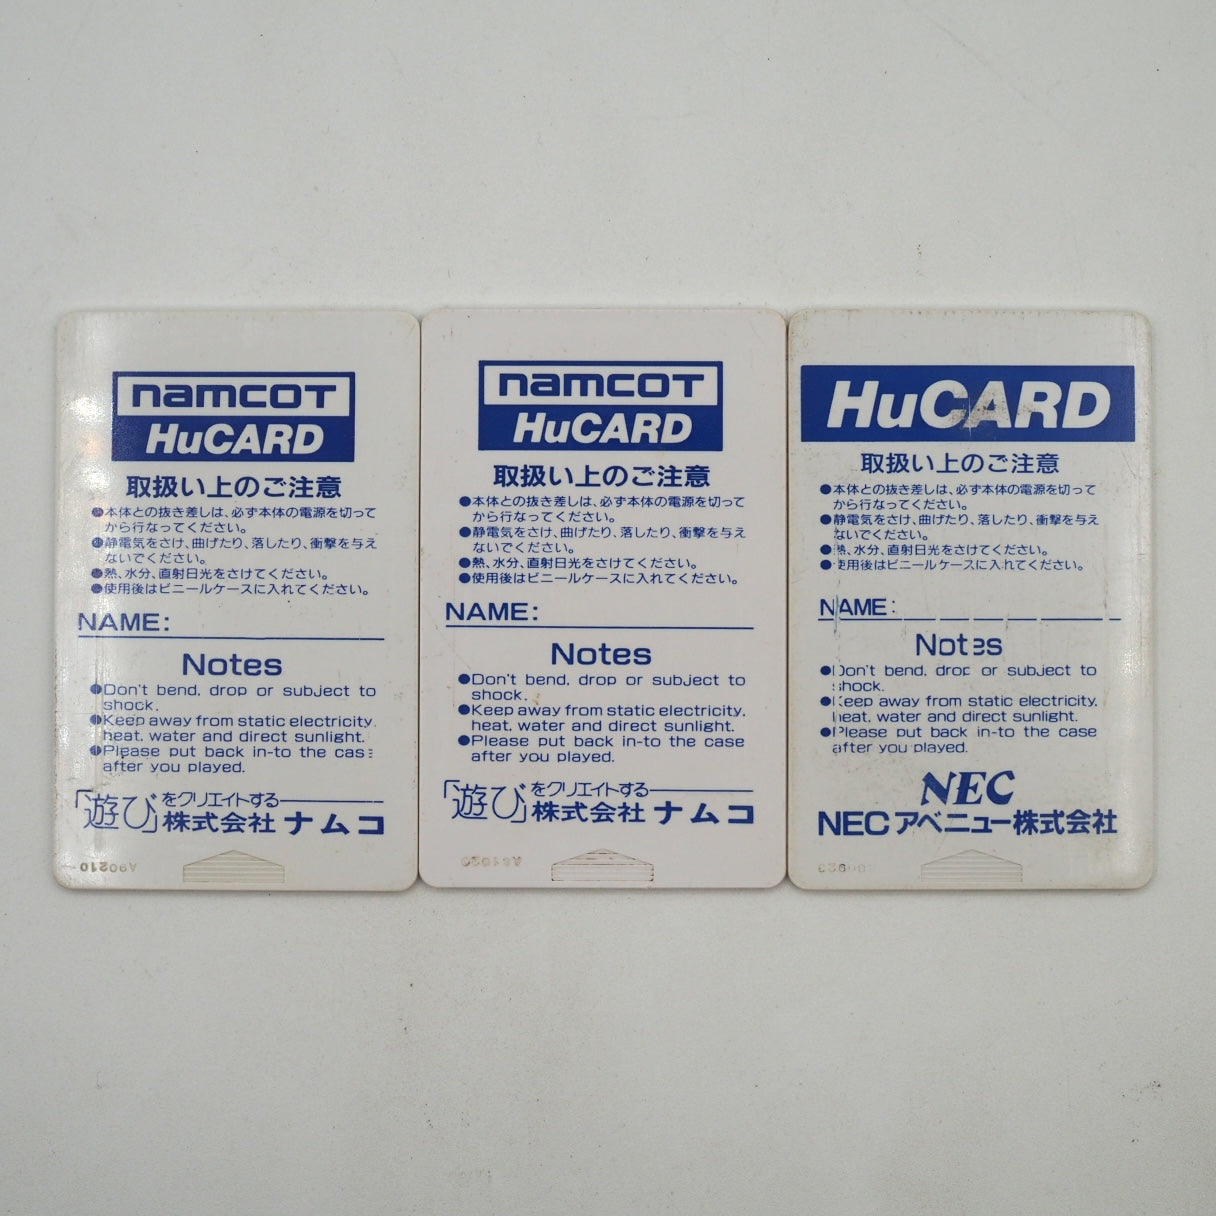 namcot
HuCARD
取扱い上のご注意
●本体との抜き差しは、必ず本体の電源を切って
から行なってください。
●静電気をさけ、曲げたり、落したり、衝撃を与え
ないでください。
●熱、水分、直射日光をさけてください。
●使用後はビニールケースに入れてください。
NAME:
Notes
●Don't bend, drop or subject to
shock.
●Keep away from static electricity,
heat, water and direct sunlight.
●Please put back in-to the case
after you played.
「遊び」をクリエイトする
株式会社ナムコ
A90210
namcot
HuCARD
取扱い上のご注意
●本体との抜き差しは、必ず本体の電源を切って
から行なってください。
●静電気をさけ、曲げたり、落したり、衝撃を与え
ないでください。
●熱、水分、直射日光をさけてください。
●使用後はビニールケースに入れてください。
NAME:
Notes
●Don't bend, drop or subject to
shock.
●Keep away from static electricity,
heat, water and direct sunlight.
●Please put back in-to the case
after you played.
「遊び」をクリエイトする
株式会社ナムコ
HuCARD
取扱い上のご注意
●本体との抜き差しは、必ず本体の電源を切って
から行なってください。
●静電気をさけ、曲げたり、落したり、衝撃を与え
ないでください。
●熱、水分、直射日光をさけてください。
●使用後はビニールケースに入れてください。
NAME:
Notes
●Don't bend, drop or subject to
shock.
●Keep away from static electricity,
heat, water and direct sunlight.
●Please put back in-to the case
after you played.
NEC
NECアベニュー株式会社